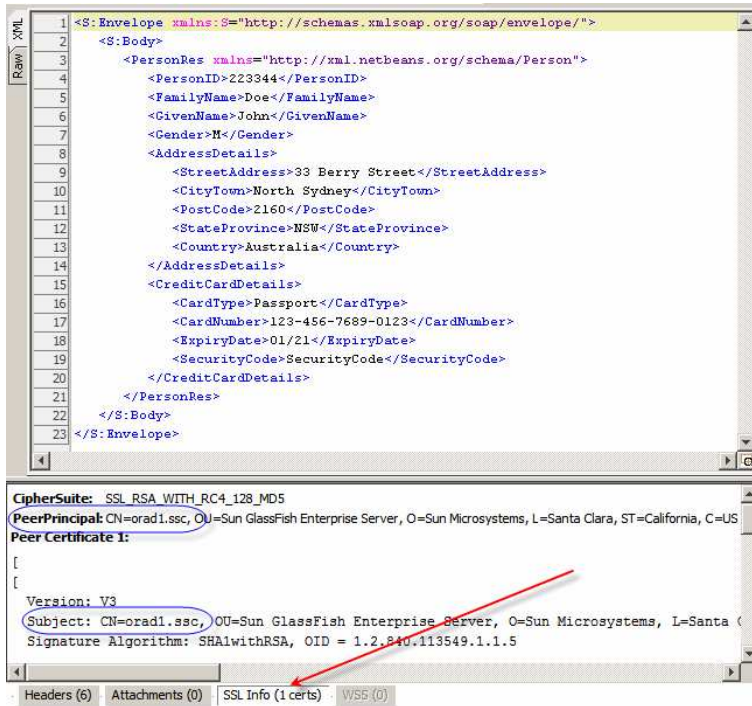 XML
Raw
1 <S:Envelope xmlns:S="http://schemas.xmlsoap.org/soap/envelope/">
2 <S:Body>
3 <PersonRes xmlns="http://xml.netbeans.org/schema/Person">
4 <PersonID>223344</PersonID>
5 <FamilyName>Doe</FamilyName>
6 <GivenName>John</GivenName>
7 <Gender>M</Gender>
8 <AddressDetails>
9 <StreetAddress>33 Berry Street</StreetAddress>
10 <CityTown>North Sydney</CityTown>
11 <PostCode>2160</PostCode>
12 <StateProvince>NSW</StateProvince>
13 <Country>Australia</Country>
14 </AddressDetails>
15 <CreditCardDetails>
16 <CardType>Passport</CardType>
17 <CardNumber>123-456-7689-0123</CardNumber>
18 <ExpiryDate>01/21</ExpiryDate>
19 <SecurityCode>SecurityCode</SecurityCode>
20 </CreditCardDetails>
21 </PersonRes>
22 </S:Body>
23 </S:Envelope>
CipherSuite: SSL_RSA_WITH_RC4_128_MD5
PeerPrincipal: CN=orad1.ssc, OU=Sun GlassFish Enterprise Server, O=Sun Microsystems, L=Santa Clara, ST=California, C=US
Peer Certificate 1:
[
[
Version: V3
Subject: CN=orad1.ssc, OU=Sun GlassFish Enterprise Server, O=Sun Microsystems, L=Santa
Signature Algorithm: SHA1withRSA, OID = 1.2.840.113549.1.1.5
Headers (6) Attachments (0) SSL Info (1 certs) WSS (0)